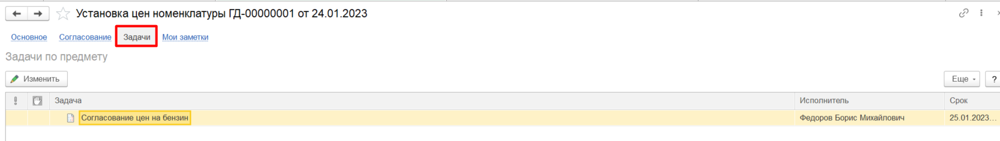 Установка цен номенклатуры ГД-00000001 от 24.01.2023
Основное Согласование Задачи Мои заметки
Задачи по предмету
Изменить Еще ?
Задача Исполнитель Срок
Согласование цен на бензин Федоров Борис Михайлович 25.01.2023...